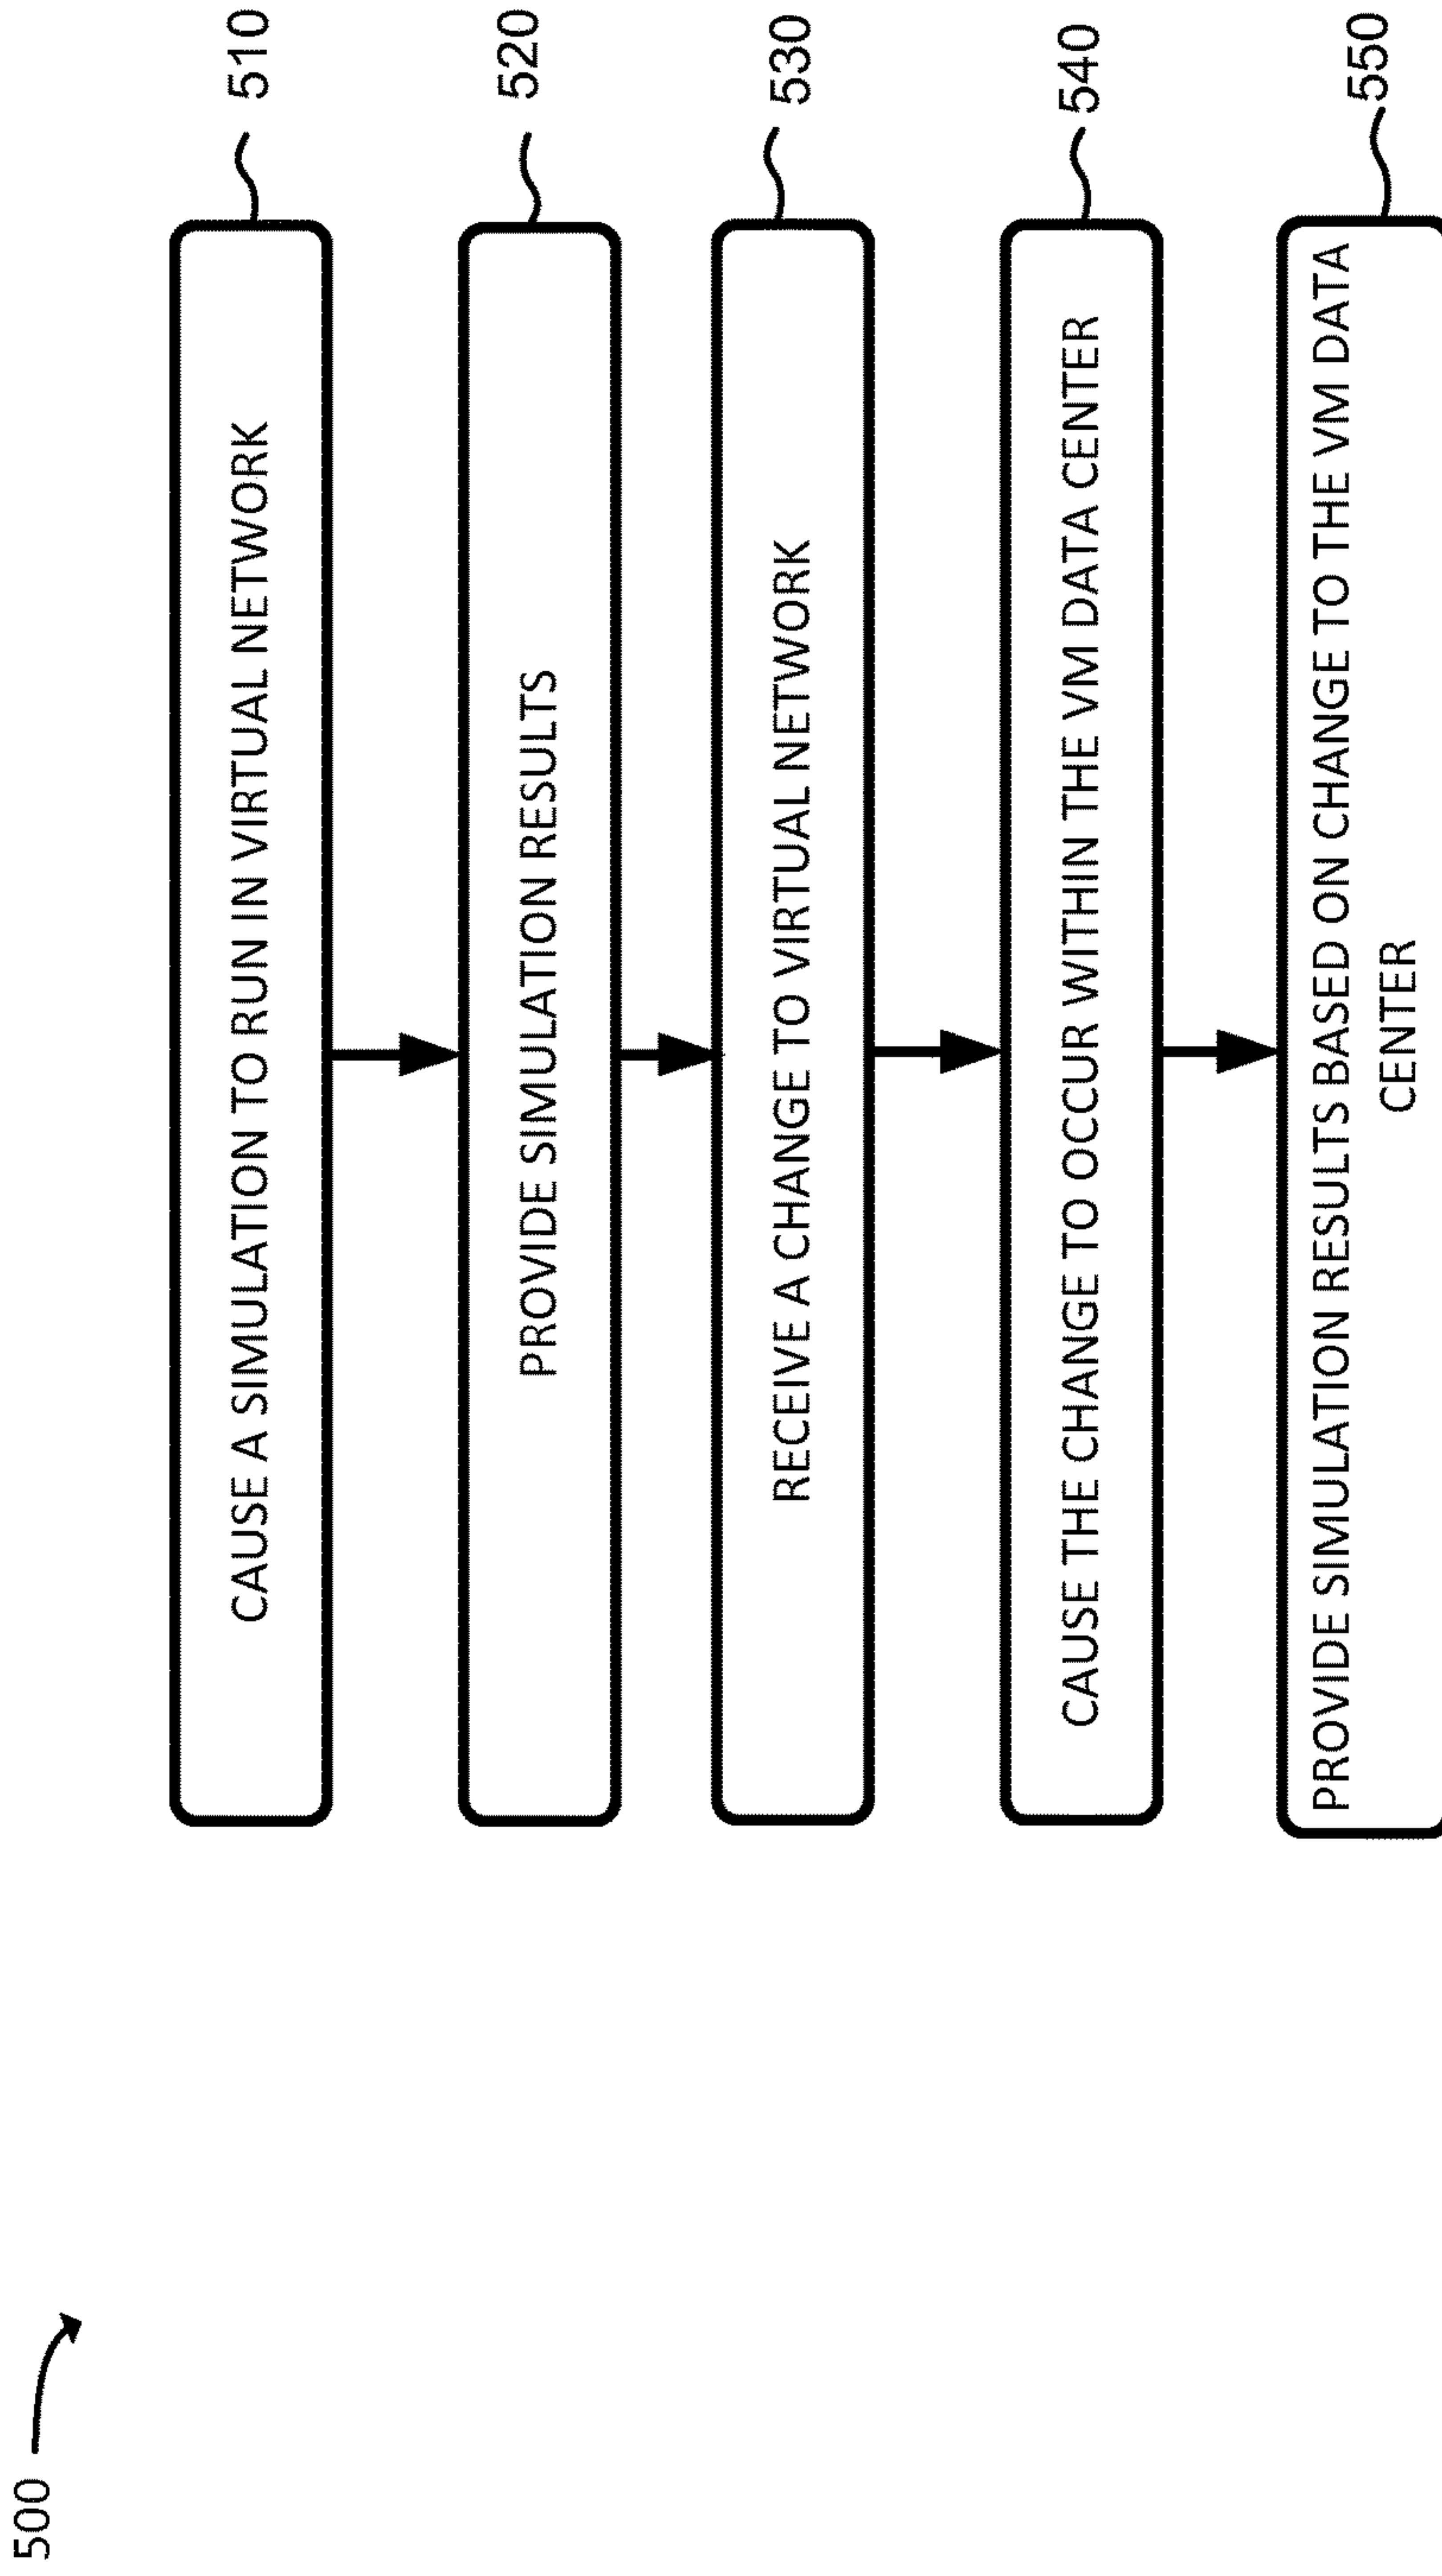 500
CAUSE A SIMULATION TO RUN IN VIRTUAL NETWORK
510
PROVIDE SIMULATION RESULTS
520
RECEIVE A CHANGE TO VIRTUAL NETWORK
530
CAUSE THE CHANGE TO OCCUR WITHIN THE VM DATA CENTER
540
PROVIDE SIMULATION RESULTS BASED ON CHANGE TO THE VM DATA
CENTER
550